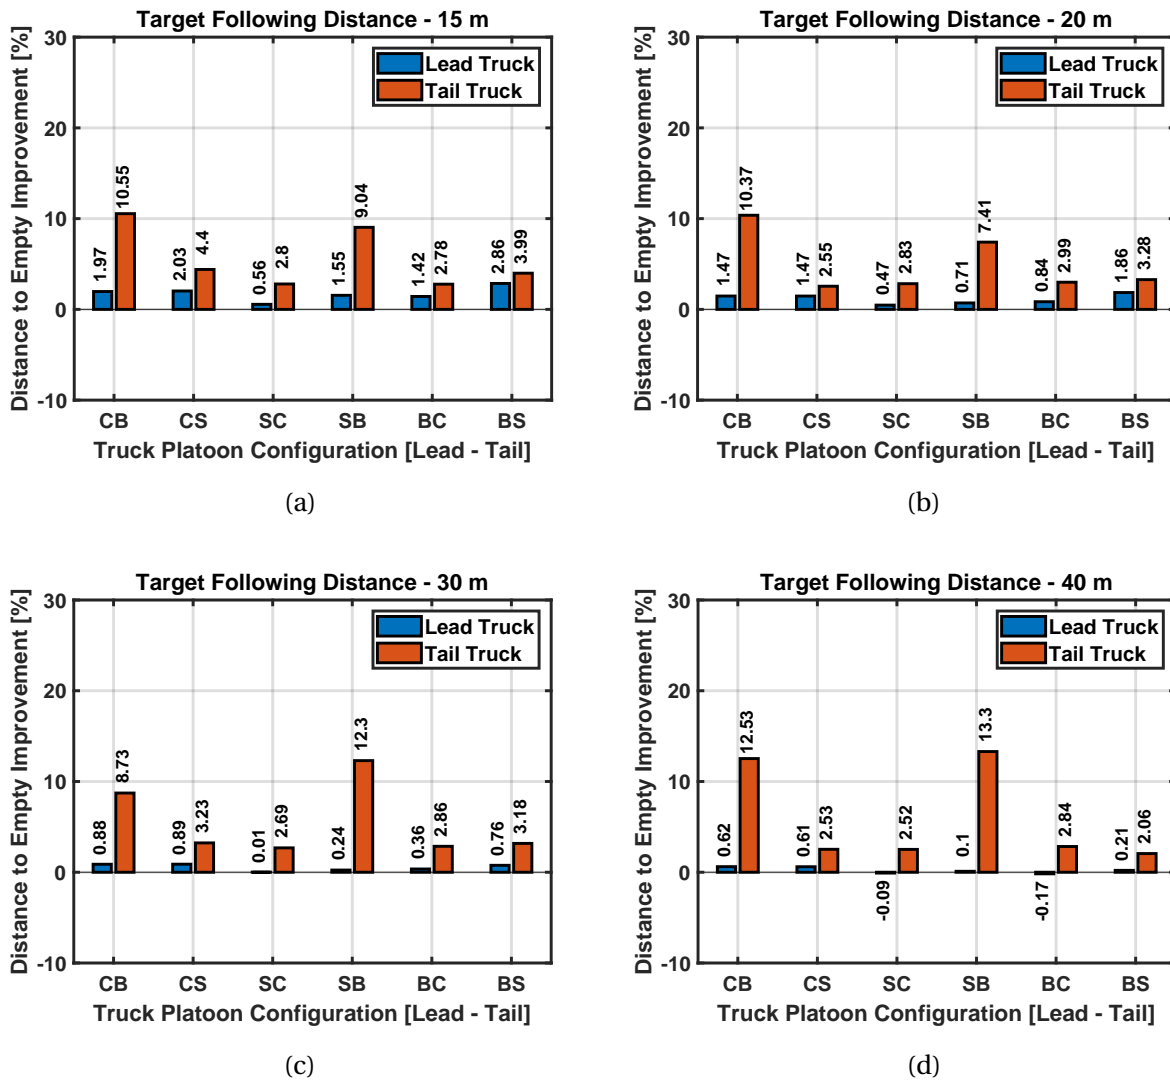 Target Following Distance - 15 m
Distance to Empty Improvement [%]
30
20
10
0
-10
Lead Truck
Tail Truck
1.97
10.55
2.03
4.4
0.56
2.8
1.55
9.04
1.42
2.78
2.86
3.99
CB CS SC SB BC BS
Truck Platoon Configuration [Lead - Tail]
(a)
Target Following Distance - 20 m
Distance to Empty Improvement [%]
30
20
10
0
-10
Lead Truck
Tail Truck
1.47
10.37
1.47
2.55
0.47
2.83
0.71
7.41
0.84
2.99
1.86
3.28
CB CS SC SB BC BS
Truck Platoon Configuration [Lead - Tail]
(b)
Target Following Distance - 30 m
Distance to Empty Improvement [%]
30
20
10
0
-10
Lead Truck
Tail Truck
0.88
8.73
0.89
3.23
0.01
2.69
0.24
12.3
0.36
2.86
0.76
3.18
CB CS SC SB BC BS
Truck Platoon Configuration [Lead - Tail]
(c)
Target Following Distance - 40 m
Distance to Empty Improvement [%]
30
20
10
0
-10
Lead Truck
Tail Truck
0.62
12.53
0.61
2.53
-0.09
2.52
0.1
13.3
-0.17
2.84
0.21
2.06
CB CS SC SB BC BS
Truck Platoon Configuration [Lead - Tail]
(d)